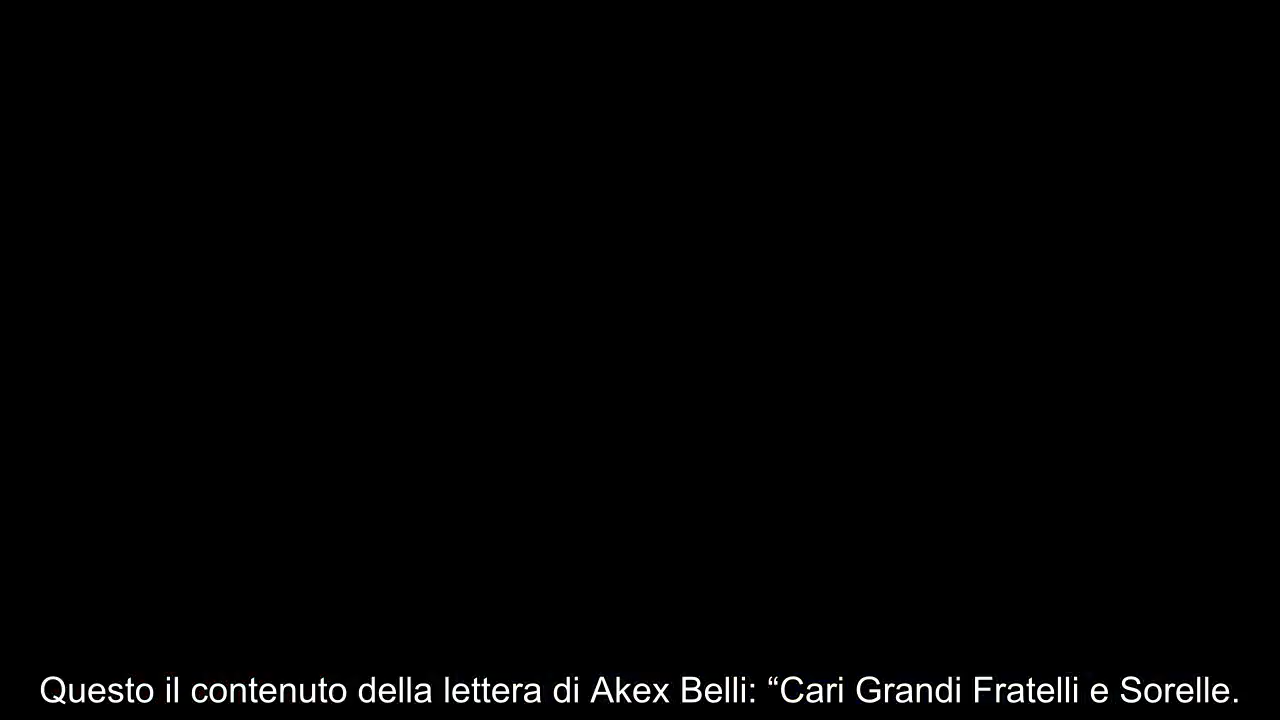 Questo il contenuto della lettera di Akex Belli: “Cari Grandi Fratelli e Sorelle.